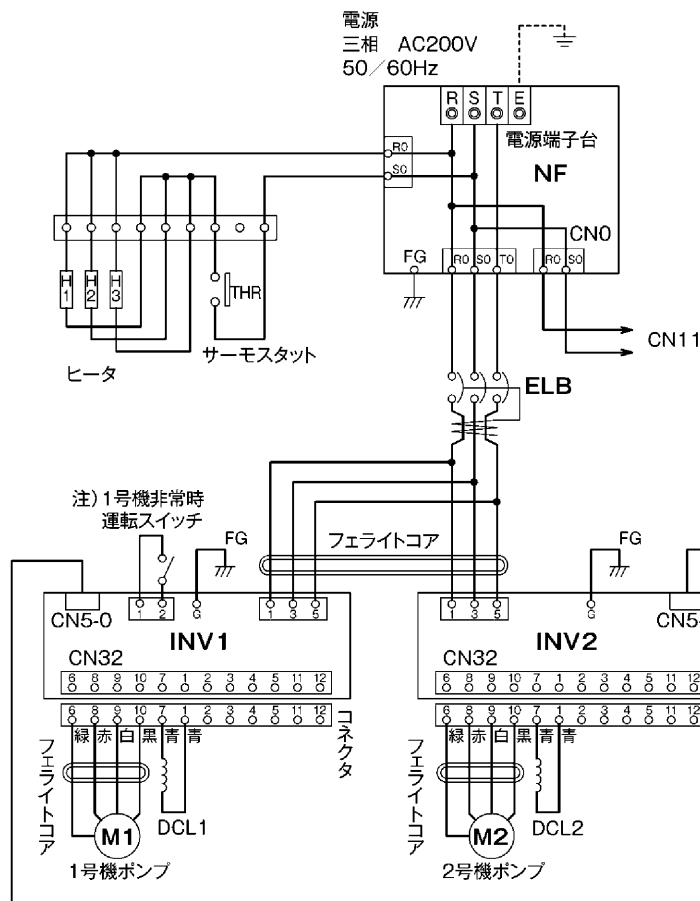 電源
三相 AC200V
50／60Hz
R S T E
電源端子台
NF
R0
S0
CN0
FG
R0 S0 T0
R0 S0
CN11
H1 H2 H3
THR
ヒータ
サーモスタット
ELB
注）1号機非常時
運転スイッチ
FG
フェライトコア
FG
CN5-0
1 2
G
1 3 5
INV1
CN32
6 8 9 10 7 1 2 3 4 5 11 12
6 8 9 10 7 1 2 3 4 5 11 12
緑 赤 白 黒 青 青
コネクタ
フェライトコア
M1
DCL1
1号機ポンプ
1 3 5
G
CN5-
INV2
CN32
6 8 9 10 7 1 2 3 4 5 11 12
6 8 9 10 7 1 2 3 4 5 11 12
緑 赤 白 黒 青 青
フェライトコア
M2
DCL2
2号機ポンプ